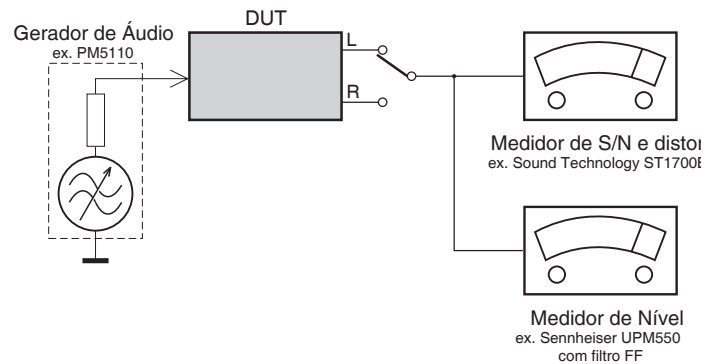 DUT
Gerador de Áudio
ex. PM5110
L
R
Medidor de S/N e distor
ex. Sound Technology ST1700B
Medidor de Nível
ex. Sennheiser UPM550
com filtro FF